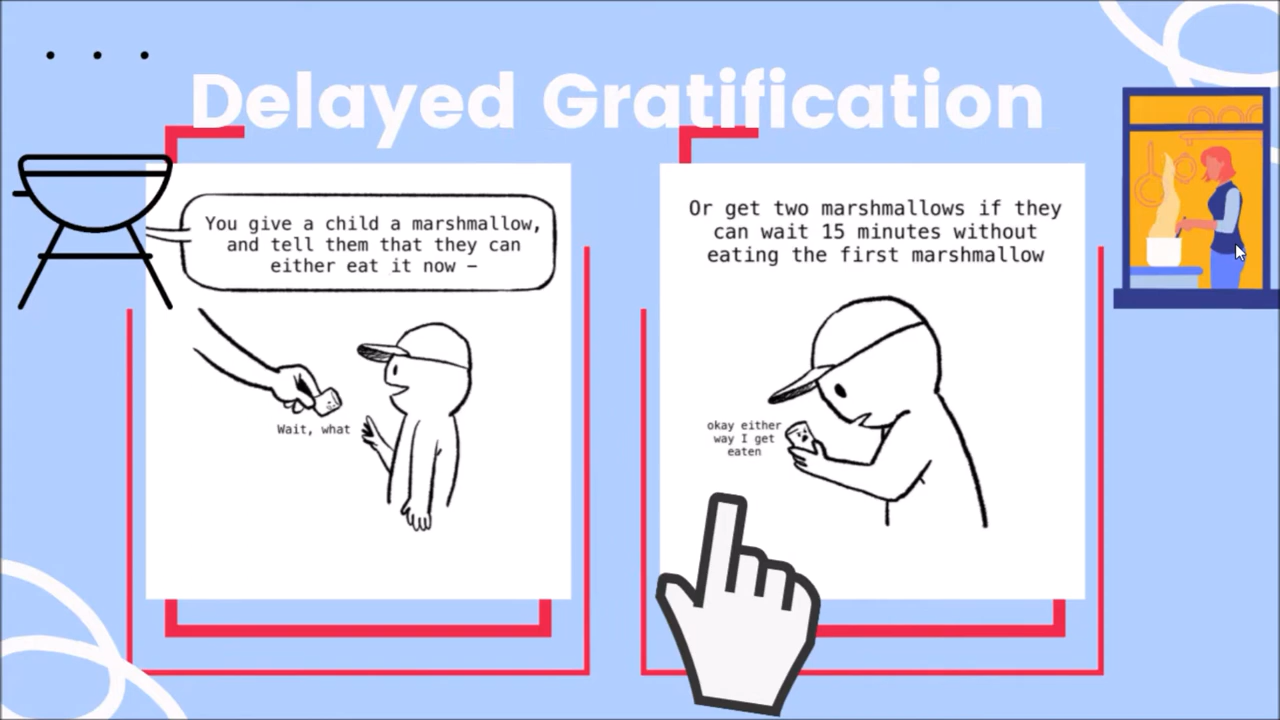 Delayed Gratification
You give a child a marshmallow,
and tell them that they can
either eat it now –
Wait, what
Or get two marshmallows if they
can wait 15 minutes without
eating the first marshmallow
okay either
way I get
eaten